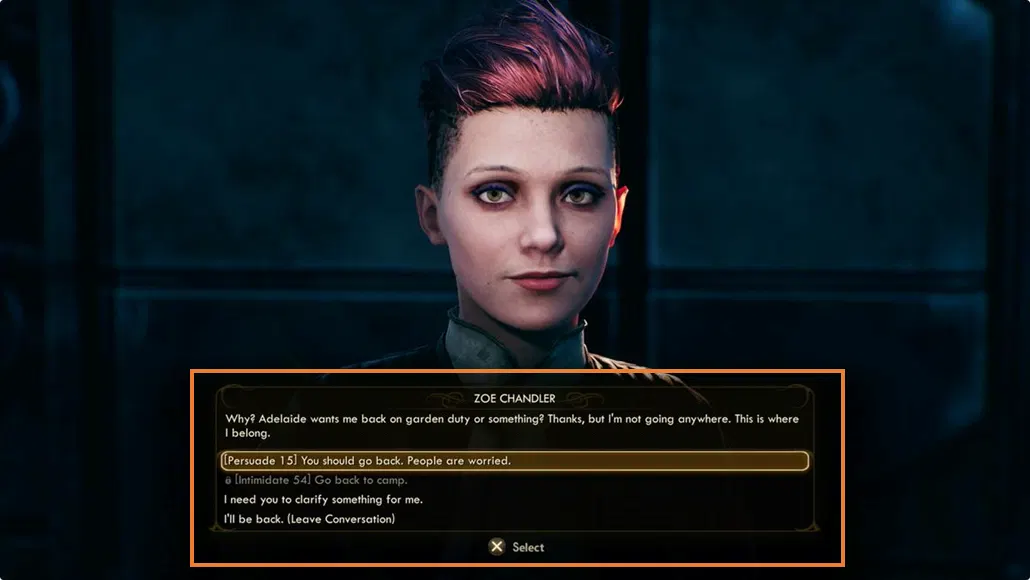 ZOE CHANDLER
Why? Adelaide wants me back on garden duty or something? Thanks, but I'm not going anywhere. This is where
I belong.
[Persuade 15] You should go back. People are worried.
[Intimidate 54] Go back to camp.
I need you to clarify something for me.
I'll be back. (Leave Conversation)
Select